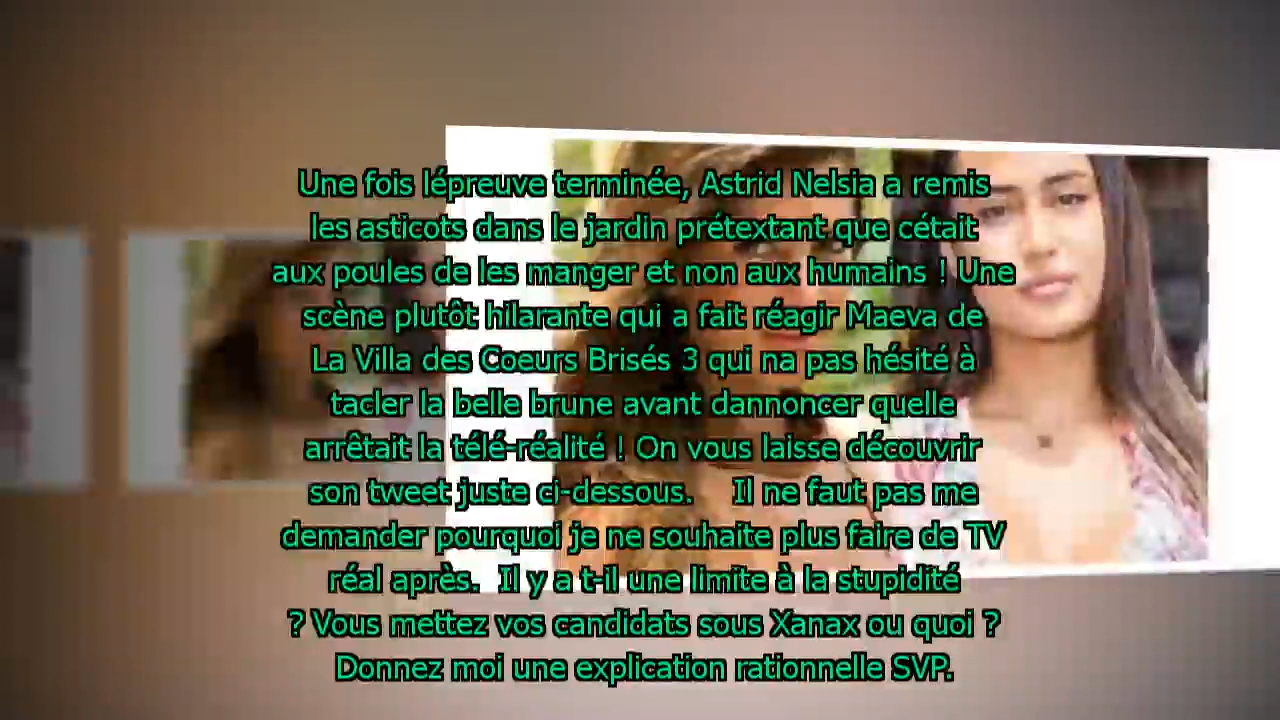 Une fois lépreuve terminée, Astrid Nelsia a remis
les asticots dans le jardin prétextant que cétait
aux poules de les manger et non aux humains ! Une
scène plutôt hilarante qui a fait réagir Maeva de
La Villa des Coeurs Brisés 3 qui na pas hésité à
tacler la belle brune avant dannoncer quelle
arrêtait la télé-réalité ! On vous laisse découvrir
son tweet juste ci-dessous. Il ne faut pas me
demander pourquoi je ne souhaite plus faire de TV
réal après. Il y a t-il une limite à la stupidité
? Vous mettez vos candidats sous Xanax ou quoi ?
Donnez moi une explication rationnelle SVP.